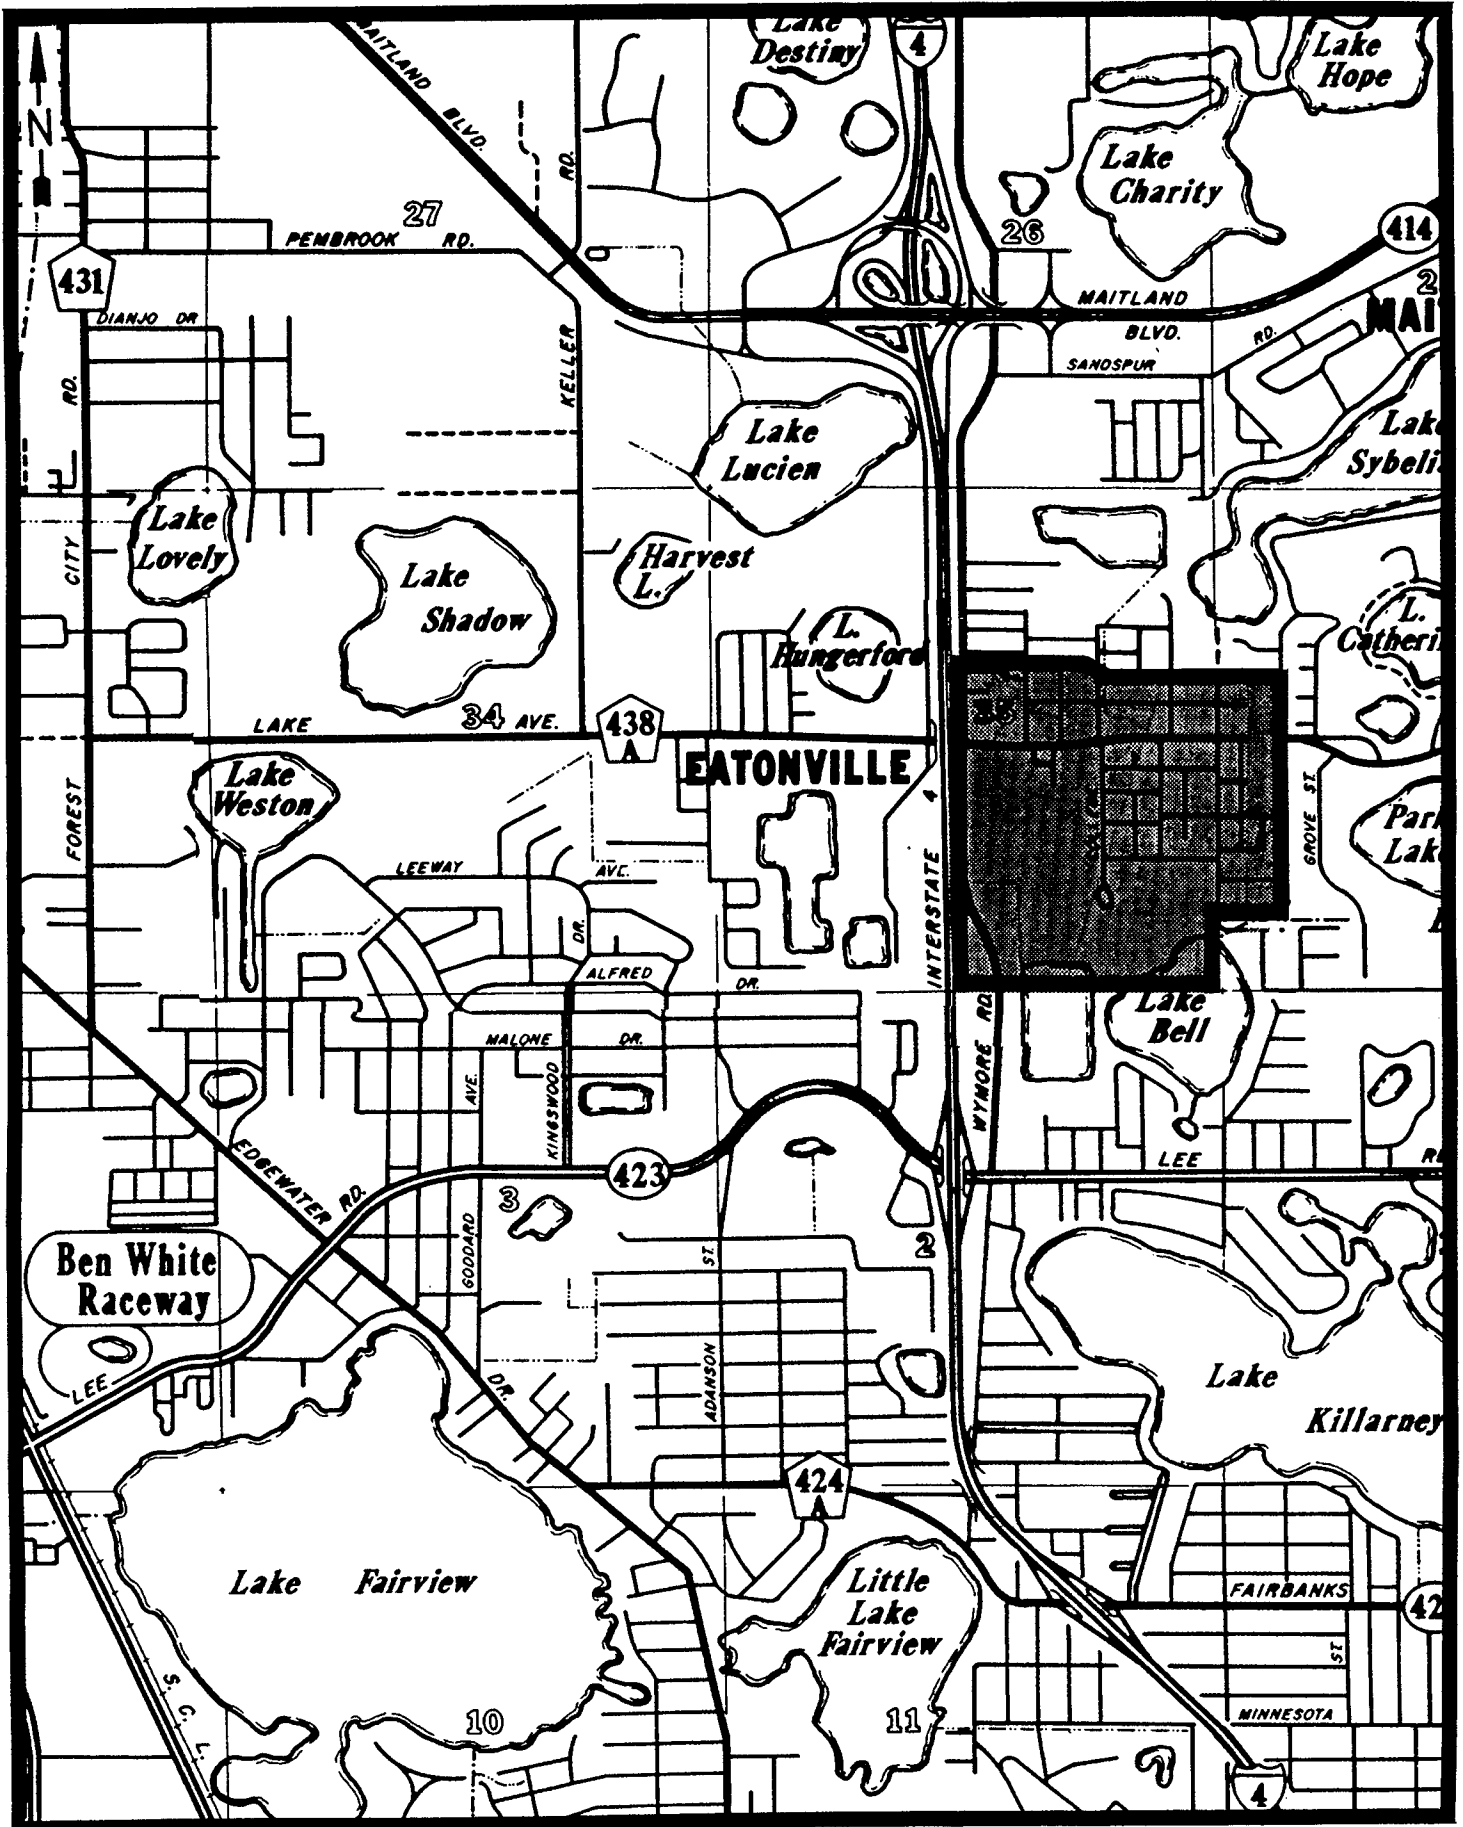 Lake
Destiny
4
Lake
Hope
MAITLAND BLVD.
N
RD.
Lake
Charity
27
26
414
PEMBROOK RD.
431
MAITLAND
BLVD.
2
MAI
DIANJO DR
RD.
SANDSPUR
KELLER
RD.
Lake
Lucien
Lake
Lovely
CITY
Harvest
L.
Lake
Shadow
L.
Hungerford
L.
34
LAKE AVE.
438
A
EATONVILLE
Lake
Weston
FOREST
4
INTERSTATE
GROVE ST.
LEEWAY AVE.
DR.
ALFRED
DR.
Lake
Bell
MALONE DR.
WYMORE RD.
AVE.
KINGSWOOD
EDGEWATER
RD.
423
LEE
3
2
GODDARD
ST.
Ben White
Raceway
LEE
DR.
ADANSON
Lake
Killarney
424
A
Lake Fairview
Little
Lake
Fairview
FAIRBANKS
42
ST
S. C. L.
10
11
MINNESOTA
4